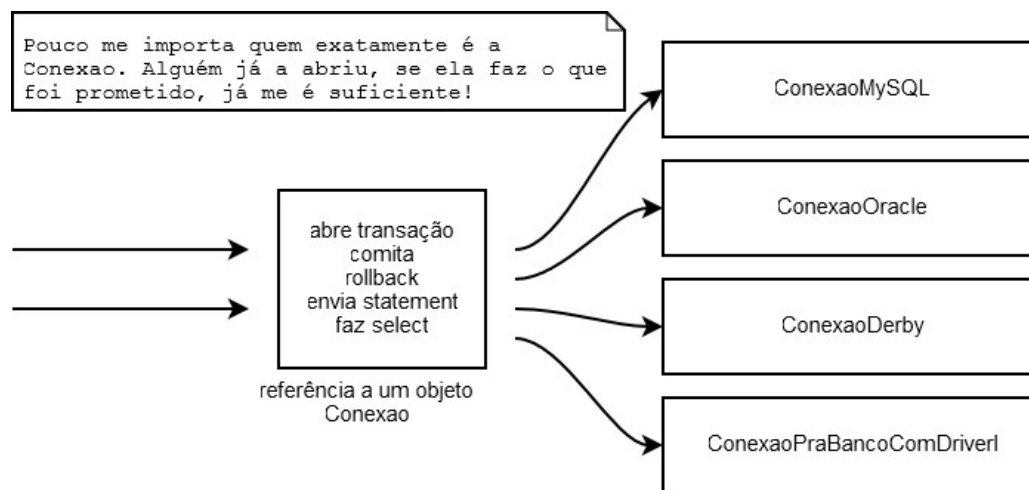 Pouco me importa quem exatamente é a
Conexao. Alguém já a abriu, se ela faz o que
foi prometido, já me é suficiente!
ConexaoMySQL
ConexaoOracle
abre transação
comita
rollback
envia statement
faz select
referência a um objeto
Conexao
ConexaoDerby
ConexaoPraBancoComDriverI